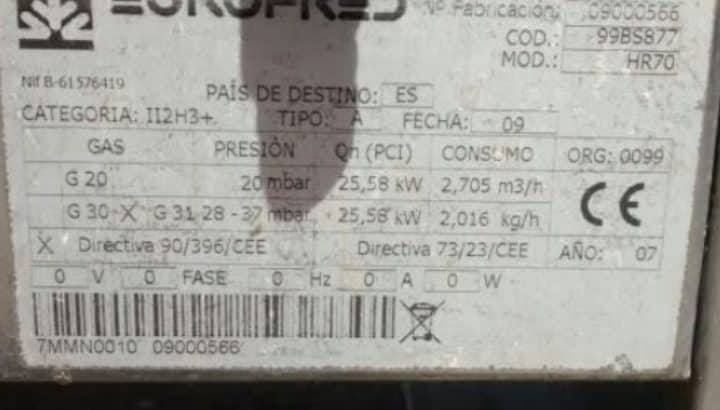 EUROFRED Nº Fabricación: 09000566
COD.: 99BS877
MOD.: HR70
Nif B-61576419
PAÍS DE DESTINO: ES
CATEGORIA: II2H3+ TIPO: A FECHA: 09
GAS PRESIÓN Qn (PCI) CONSUMO ORG: 0099
G 20 20 mbar 25,58 kW 2,705 m3/h
CE
G 30 X G 31 28 - 37 mbar 25,58 kW 2,016 kg/h
X Directiva 90/396/CEE Directiva 73/23/CEE AÑO: 07
0 V 0 FASE 0 Hz 0 A 0 W
7MMN0010 09000566